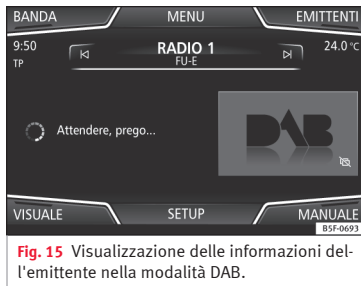 BANDA MENU EMITTENTI
9:50 RADIO 1 24.0 °C
TP FU-E
Attendere, prego...
DAB
VISUALE SETUP MANUALE
B5F-0693
Fig. 15 Visualizzazione delle informazioni del-
l'emittente nella modalità DAB.